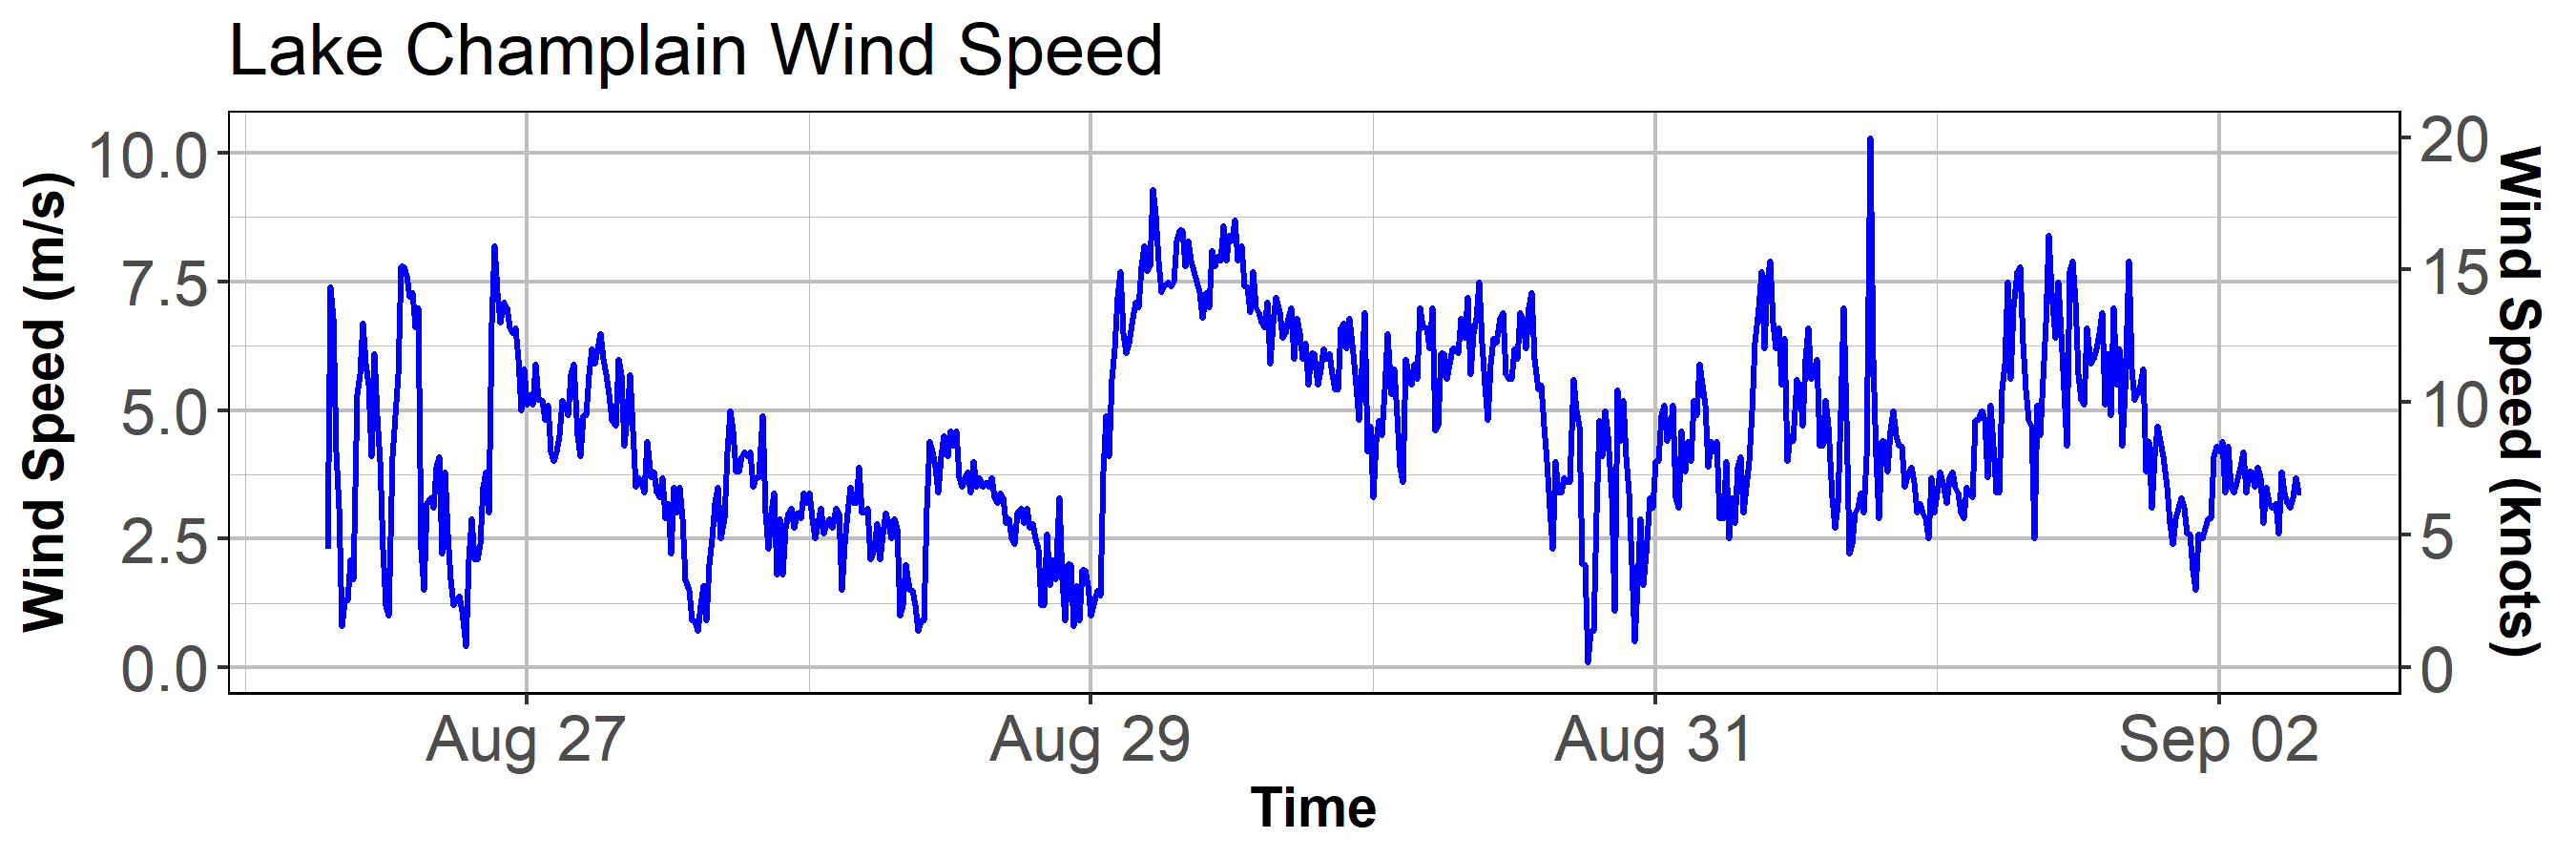 Lake Champlain Wind Speed
Wind Speed (m/s)
10.0
7.5
5.0
2.5
0.0
20
15
10
5
0
Wind Speed (knots)
Aug 27
Aug 29
Aug 31
Sep 02
Time